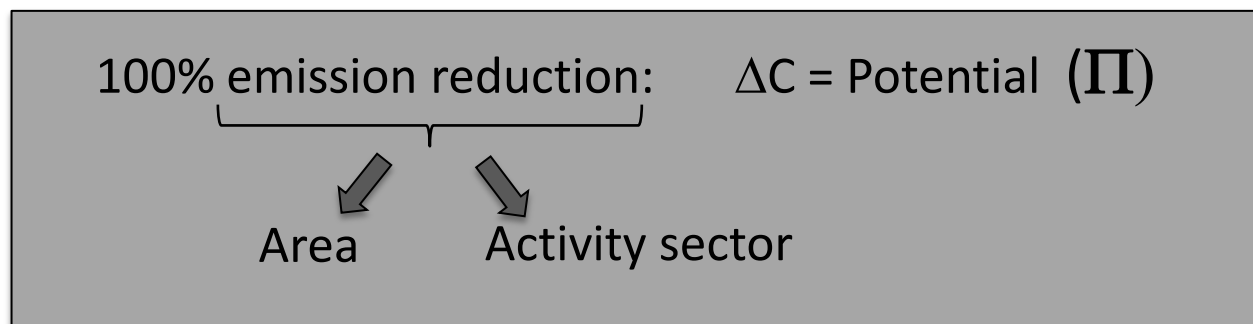 100% emission reduction: ΔC = Potential (Π)
Area Activity sector